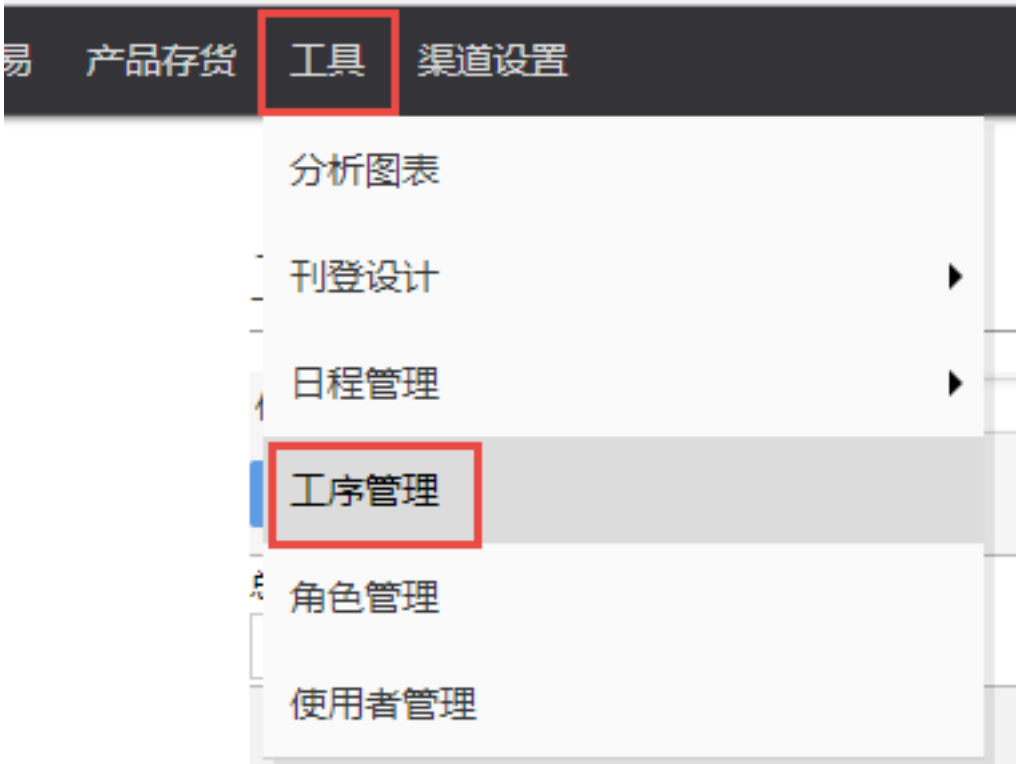 易 产品存货 工具 渠道设置
分析图表
刊登设计
日程管理
工序管理
角色管理
使用者管理